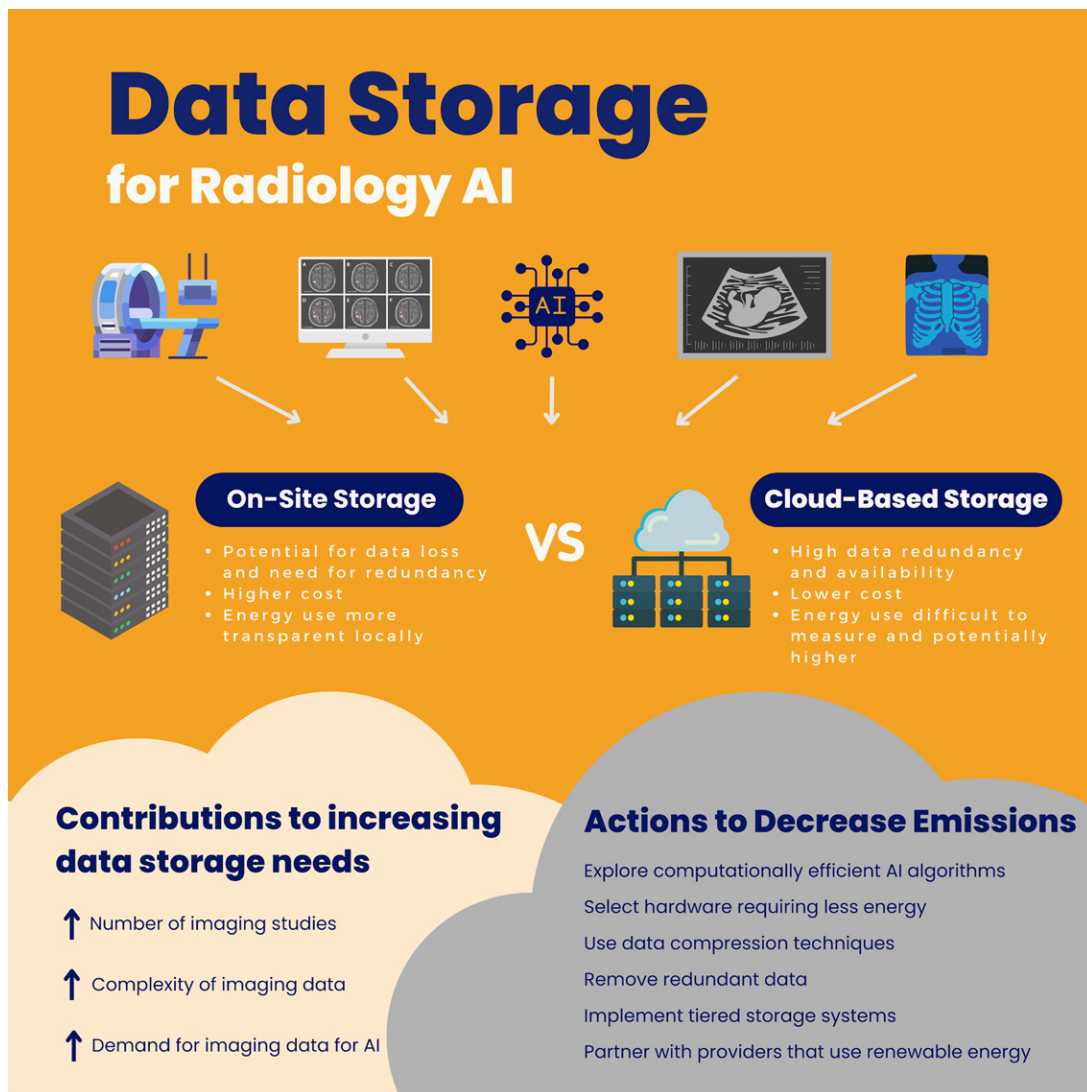 Data Storage
for Radiology AI
A B C
D E F
AI
On-Site Storage
• Potential for data loss
and need for redundancy
• Higher cost
• Energy use more
transparent locally
VS
Cloud-Based Storage
• High data redundancy
and availability
• Lower cost
• Energy use difficult to
measure and potentially
higher
Contributions to increasing
data storage needs
↑ Number of imaging studies
↑ Complexity of imaging data
↑ Demand for imaging data for AI
Actions to Decrease Emissions
Explore computationally efficient AI algorithms
Select hardware requiring less energy
Use data compression techniques
Remove redundant data
Implement tiered storage systems
Partner with providers that use renewable energy